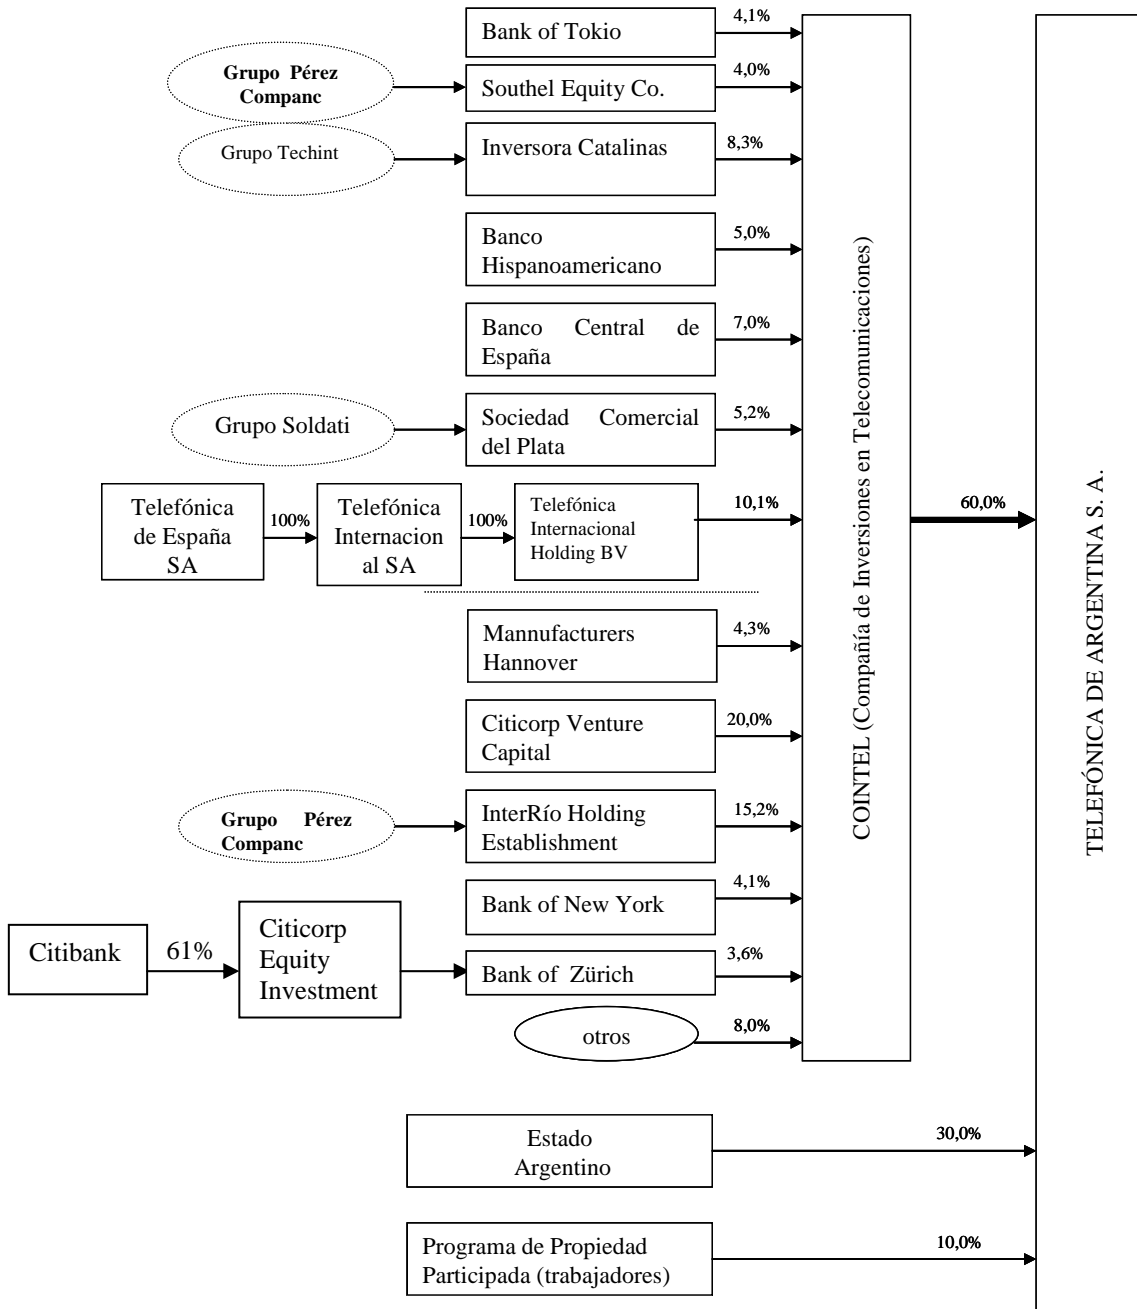 Bank of Tokio
4,1%
Grupo Pérez
Companc
Southel Equity Co.
4,0%
Grupo Techint
Inversora Catalinas
8,3%
Banco
Hispanoamericano
5,0%
Banco Central de
España
7,0%
Grupo Soldati
Sociedad Comercial
del Plata
5,2%
Telefónica
de España
SA
100%
Telefónica
Internacion
al SA
100%
Telefónica
Internacional
Holding BV
10,1%
Mannufacturers
Hannover
4,3%
Citicorp Venture
Capital
20,0%
Grupo Pérez
Companc
InterRío Holding
Establishment
15,2%
Bank of New York
4,1%
Citibank
61%
Citicorp
Equity
Investment
Bank of Zürich
3,6%
otros
8,0%
COINTEL (Compañía de Inversiones en Telecomunicaciones)
60,0%
TELEFÓNICA DE ARGENTINA S. A.
Estado
Argentino
30,0%
Programa de Propiedad
Participada (trabajadores)
10,0%